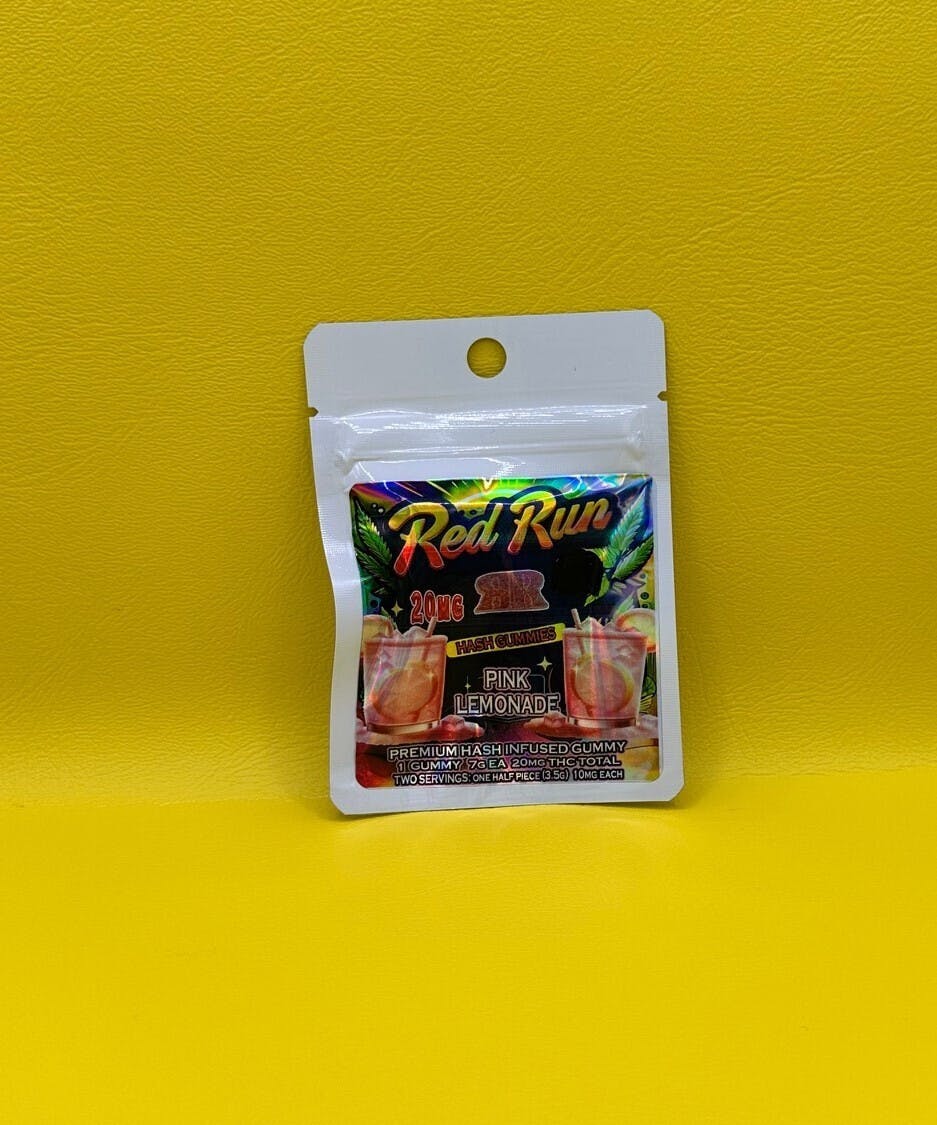 Red Run
20MG
HASH GUMMIES
PINK
LEMONADE
PREMIUM HASH INFUSED GUMMY
1 GUMMY 7G EA 20MG THC TOTAL
TWO SERVINGS: ONE HALF PIECE (3.5G) 10MG EACH